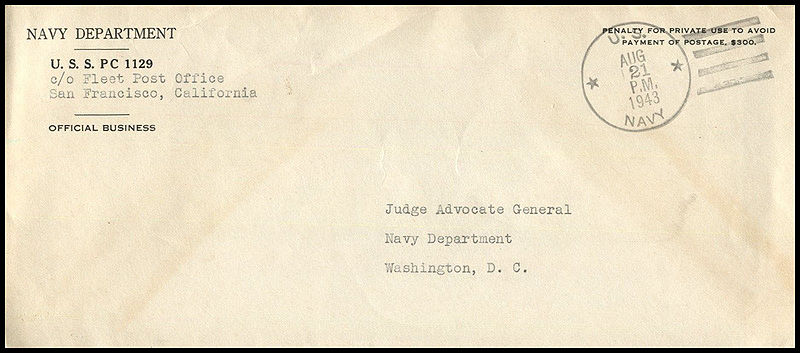 NAVY DEPARTMENT
U. S. S. PC 1129
c/o Fleet Post Office
San Francisco, California
OFFICIAL BUSINESS
PENALTY FOR PRIVATE USE TO AVOID
PAYMENT OF POSTAGE, $300.
U. S.
AUG
21
P.M.
1943
NAVY
Judge Advocate General
Navy Department
Washington, D. C.